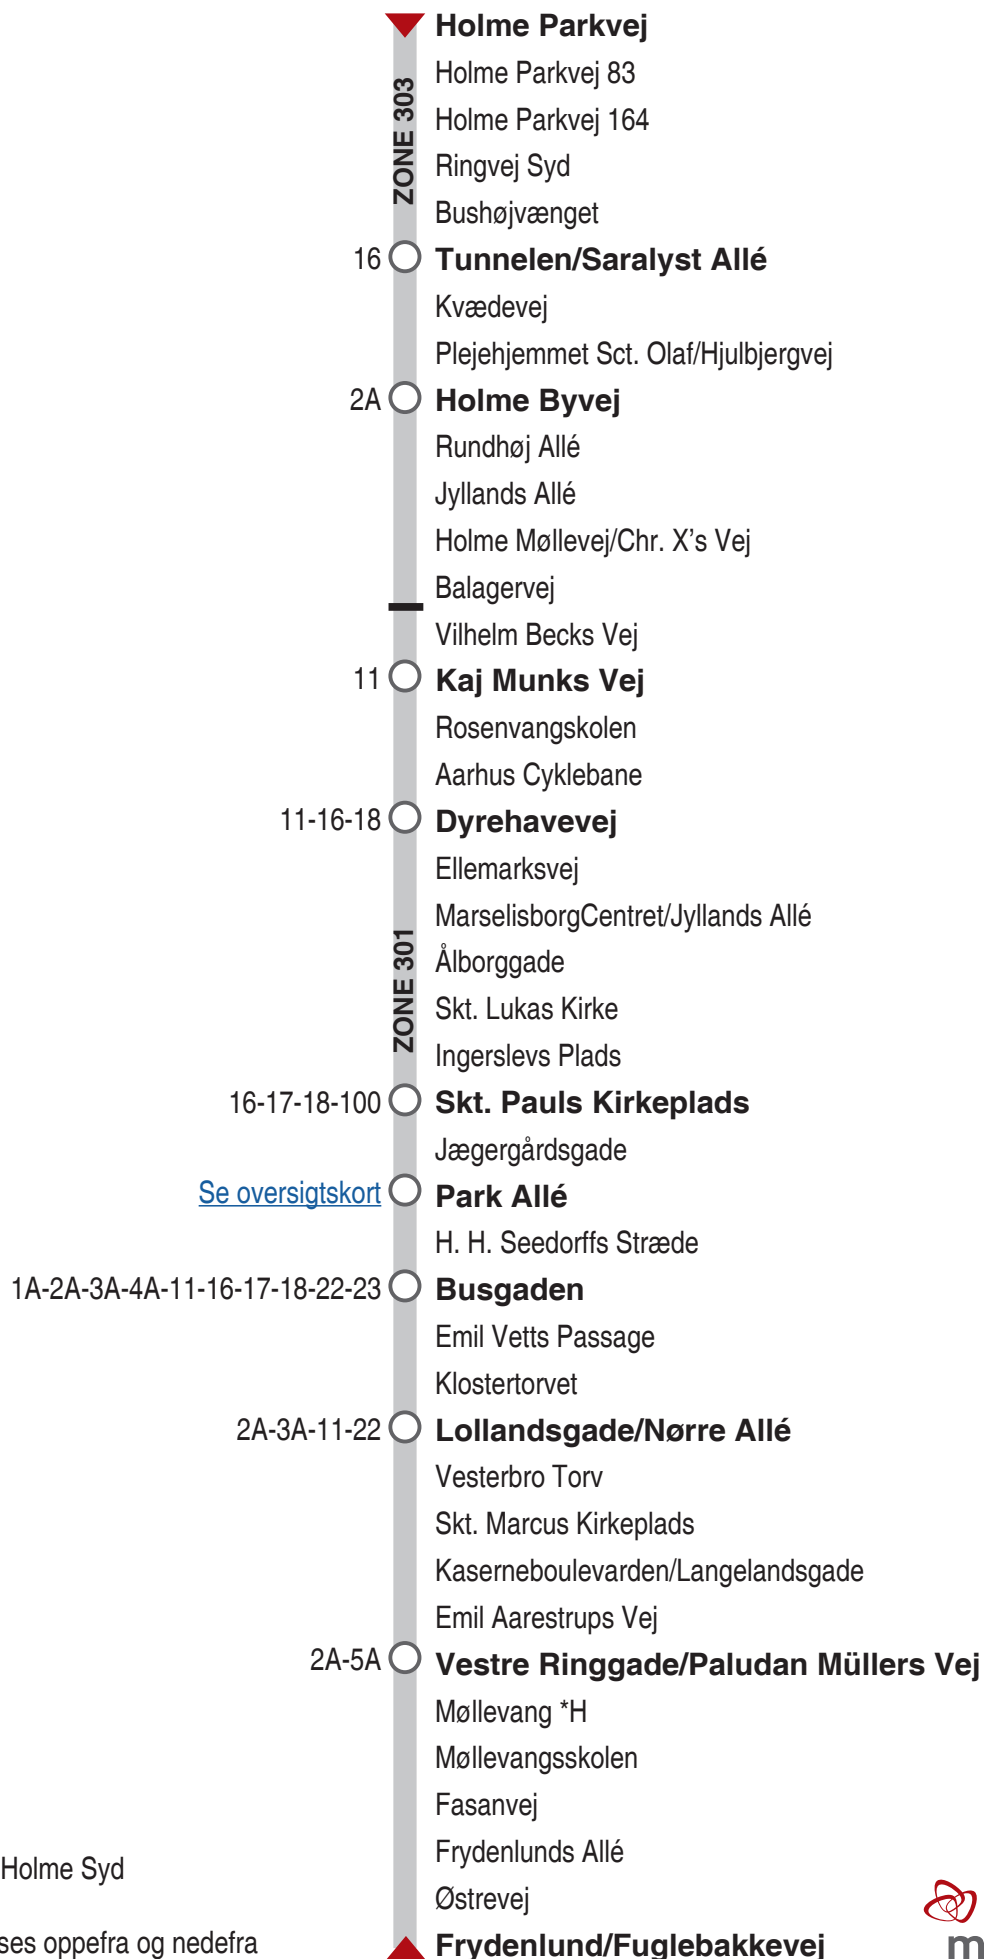 Holme Parkvej
Holme Parkvej 83
Holme Parkvej 164
ZONE 303
Ringvej Syd
Bushøjvænget
16 Tunnelen/Saralyst Allé
Kvædevej
Plejehjemmet Sct. Olaf/Hjulbjergvej
2A Holme Byvej
Rundhøj Allé
Jyllands Allé
Holme Møllevej/Chr. X's Vej
Balagervej
Vilhelm Becks Vej
11 Kaj Munks Vej
Rosenvangskolen
Aarhus Cyklebane
11-16-18 Dyrehavevej
Ellemarksvej
MarselisborgCentret/Jyllands Allé
Ålborggade
ZONE 301
Skt. Lukas Kirke
Ingerslevs Plads
16-17-18-100 Skt. Pauls Kirkeplads
Jægergårdsgade
Se oversigtskort Park Allé
H. H. Seedorffs Stræde
1A-2A-3A-4A-11-16-17-18-22-23 Busgaden
Emil Vetts Passage
Klostertorvet
2A-3A-11-22 Lollandsgade/Nørre Allé
Vesterbro Torv
Skt. Marcus Kirkeplads
Kaserneboulevarden/Langelandsgade
Emil Aarestrups Vej
2A-5A Vestre Ringgade/Paludan Müllers Vej
Møllevang *H
Møllevangsskolen
Fasanvej
Frydenlunds Allé
Holme Syd
Østrevej
ses oppefra og nedefra
Frydenlund/Fuglebakkevej
m